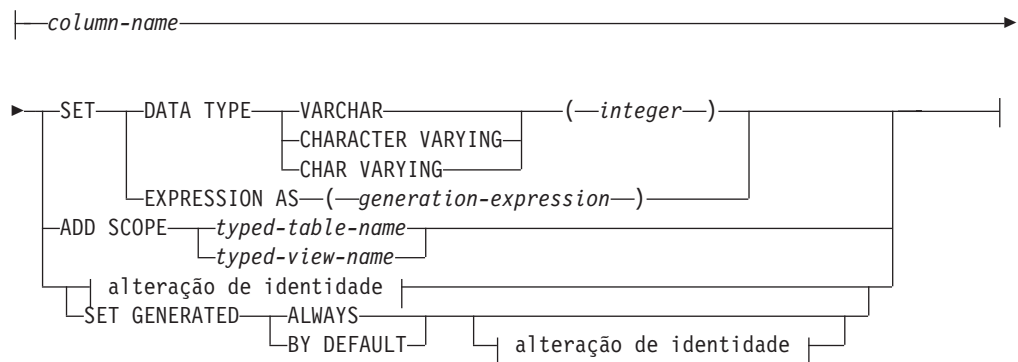 column-name
SET DATA TYPE VARCHAR ( integer )
CHARACTER VARYING
CHAR VARYING
EXPRESSION AS ( generation-expression )
ADD SCOPE typed-table-name
typed-view-name
alteração de identidade
SET GENERATED ALWAYS
BY DEFAULT alteração de identidade